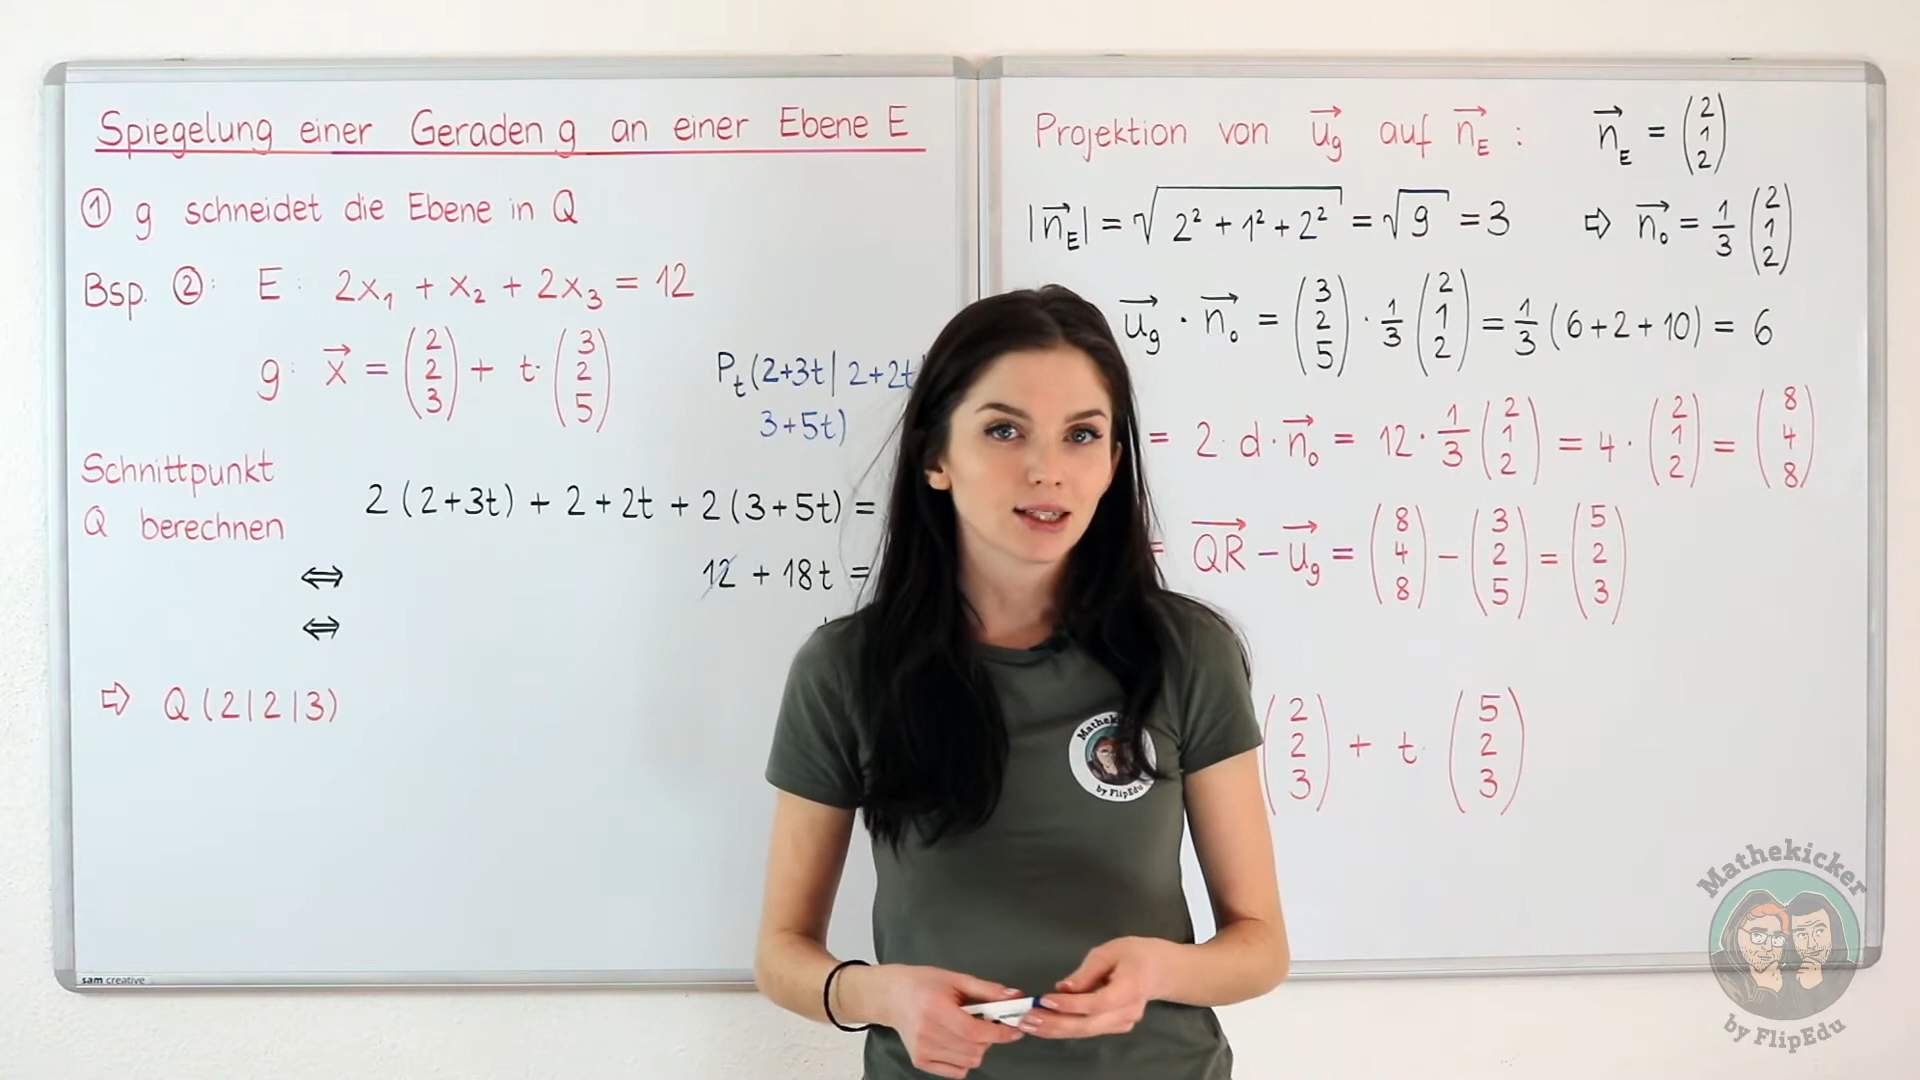 Spiegelung einer Geraden g an einer Ebene E
① g schneidet die Ebene in Q
Bsp. ②: E: 2x₁ + x₂ + 2x₃ = 12
g: x⃗ = (2 2 3) + t· (3 2 5)
Pₜ(2+3t | 2+2t
3+5t)
Schnittpunkt
Q berechnen
2 (2+3t) + 2 + 2t + 2 (3+5t) =
⇔ 12 + 18t =
⇔
⇨ Q (2|2|3)
sam creative
Projektion von u⃗g auf n⃗E : n⃗E = (2 1 2)
|n⃗E| = √(2² + 1² + 2²) = √9 = 3 ⇨ n⃗₀ = 1/3 (2 1 2)
u⃗g · n⃗₀ = (3 2 5) · 1/3 (2 1 2) = 1/3 (6+2+10) = 6
= 2· d · n⃗₀ = 12 · 1/3 (2 1 2) = 4 · (2 1 2) = (8 4 8)
= Q⃗R⃗ − u⃗g = (8 4 8) − (3 2 5) = (5 2 3)
(2 2 3) + t· (5 2 3)
Mathekicker
by FlipEdu
Mathekicker
by FlipEdu